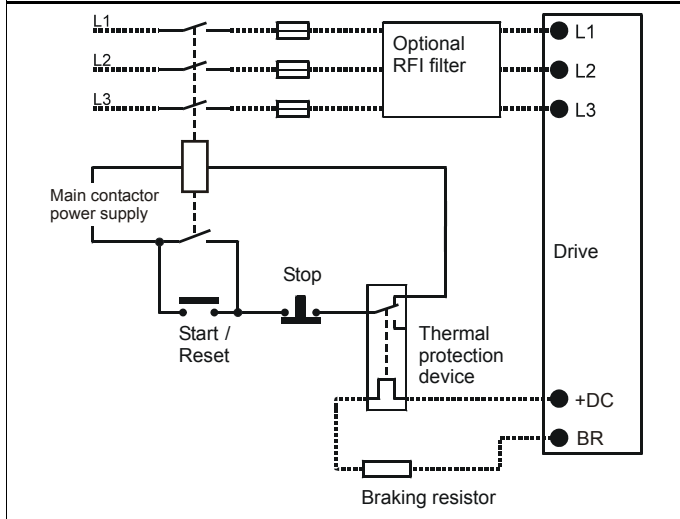 L1
L2
L3
Optional
RFI filter
L1
L2
L3
Main contactor
power supply
Drive
Stop
Start /
Reset
Thermal
protection
device
+DC
BR
Braking resistor